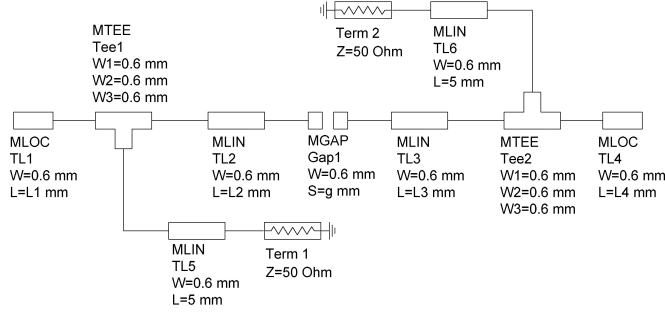 MTEE
Tee1
W1=0.6 mm
W2=0.6 mm
W3=0.6 mm
Term 2
Z=50 Ohm
MLIN
TL6
W=0.6 mm
L=5 mm
MLOC
TL1
W=0.6 mm
L=L1 mm
MLIN
TL2
W=0.6 mm
L=L2 mm
MGAP
Gap1
W=0.6 mm
S=g mm
MLIN
TL3
W=0.6 mm
L=L3 mm
MTEE
Tee2
W1=0.6 mm
W2=0.6 mm
W3=0.6 mm
MLOC
TL4
W=0.6 mm
L=L4 mm
MLIN
TL5
W=0.6 mm
L=5 mm
Term 1
Z=50 Ohm